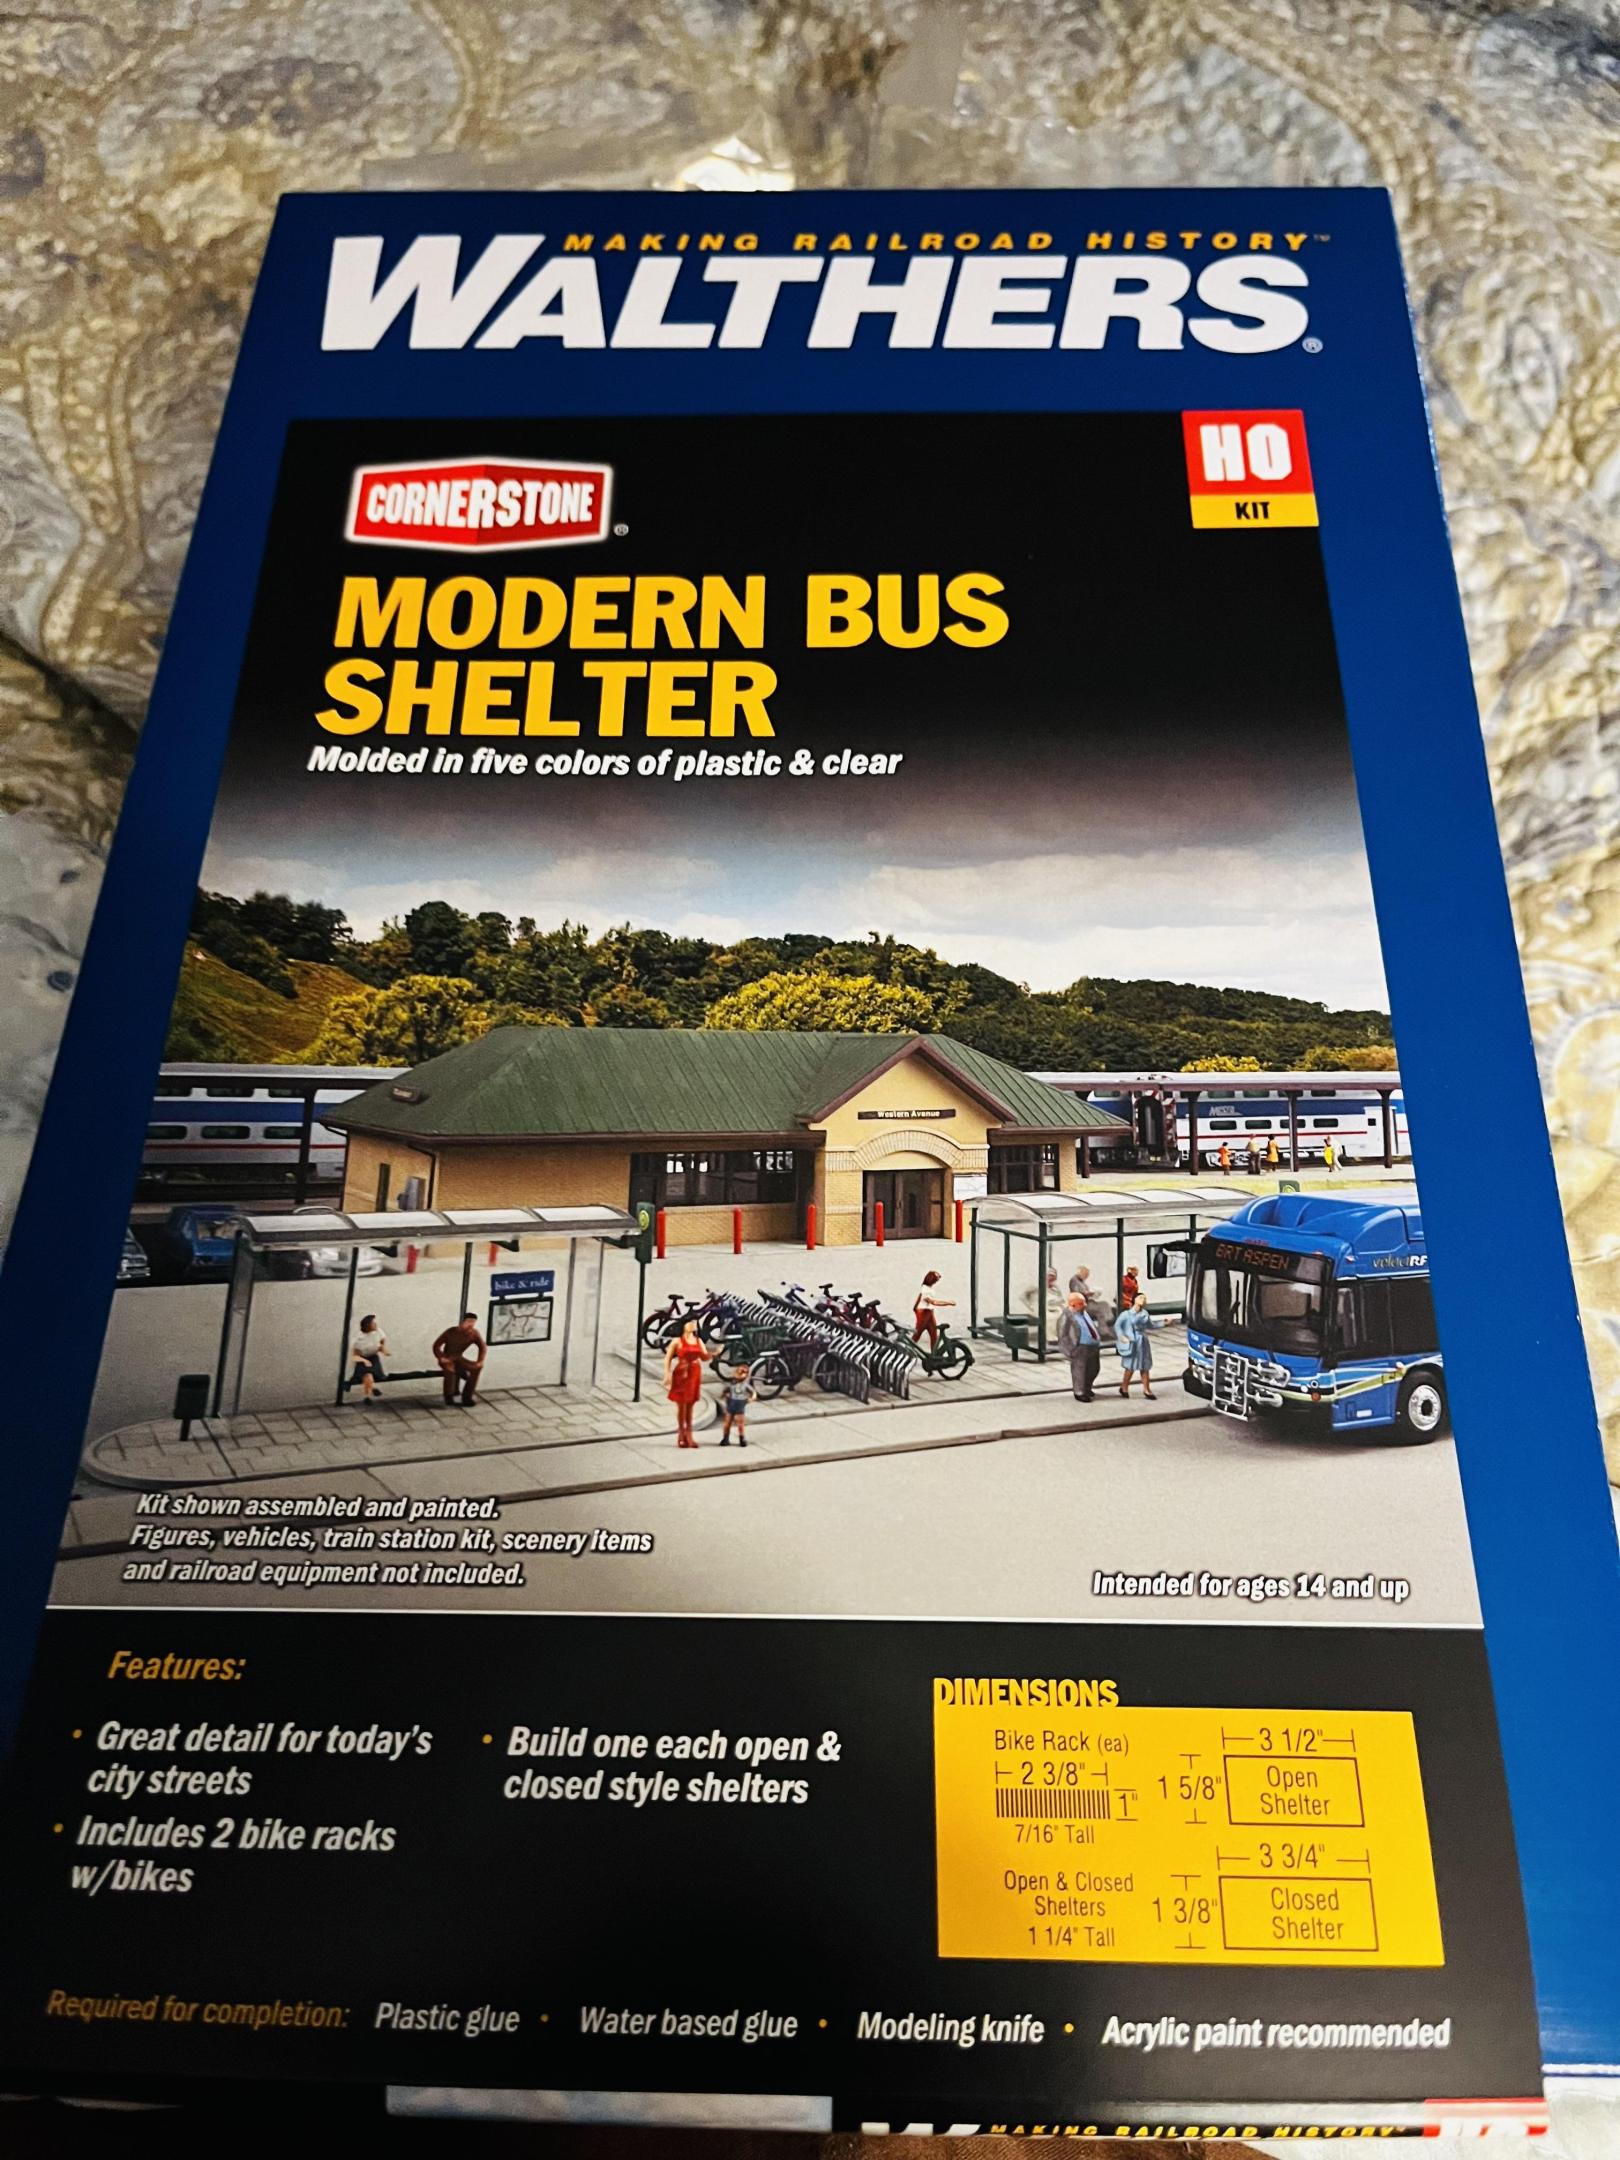 MAKING RAILROAD HISTORY™
WALTHERS®
HO
KIT
CORNERSTONE®
MODERN BUS
SHELTER
Molded in five colors of plastic & clear
Western Avenue
bike & ride
BRT ASPEN
Kit shown assembled and painted.
Figures, vehicles, train station kit, scenery items
and railroad equipment not included.
Intended for ages 14 and up
Features:
• Great detail for today's
city streets
• Includes 2 bike racks
w/bikes
• Build one each open &
closed style shelters
DIMENSIONS
Bike Rack (ea)
2 3/8"
1"
7/16" Tall
3 1/2"
1 5/8"
Open
Shelter
Open & Closed
Shelters
1 1/4" Tall
3 3/4"
1 3/8"
Closed
Shelter
Required for completion: Plastic glue • Water based glue • Modeling knife • Acrylic paint recommended
MAKING RAILROAD HISTORY™